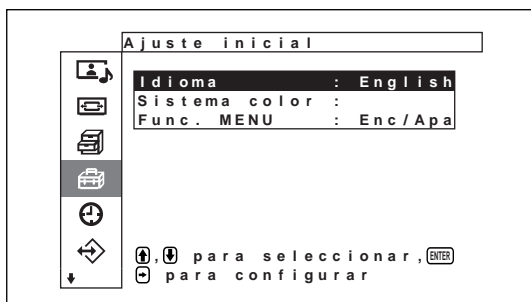 Ajuste inicial
Idioma : English
Sistema color :
Func. MENU : Enc/Apa
, para seleccionar, ENTER
para configurar